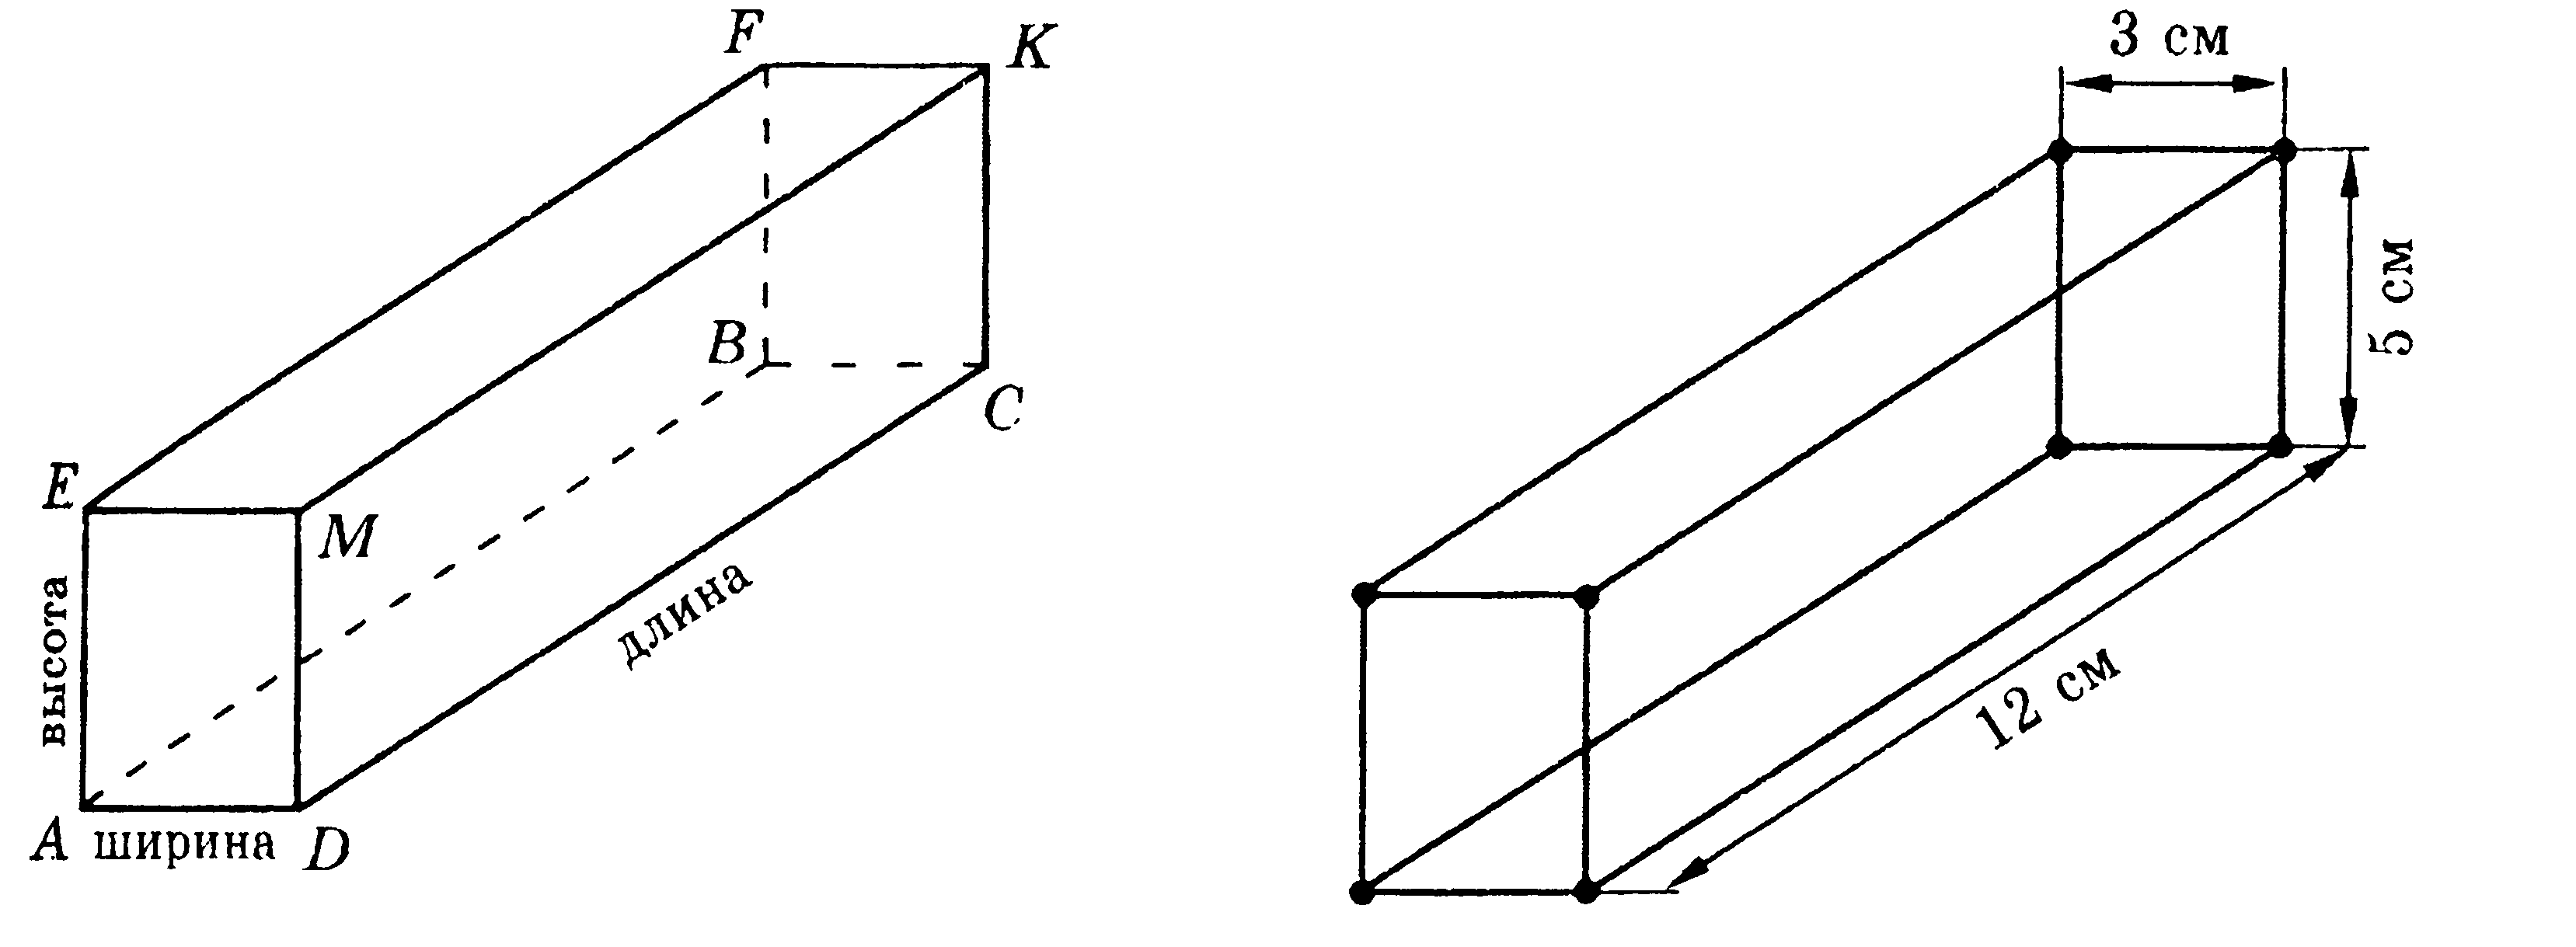 F
K
B
C
E
M
высота
длина
A ширина D
3 см
5 см
12 см